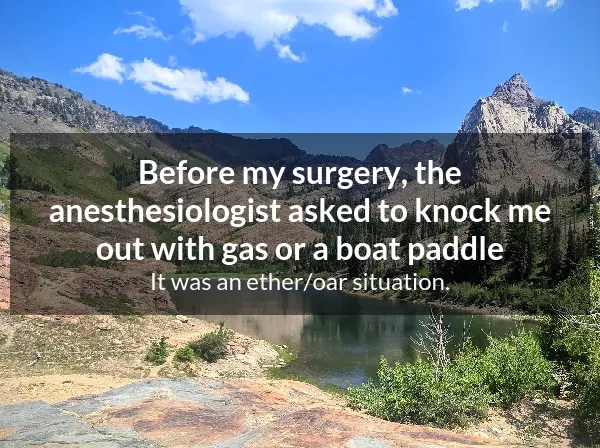 Before my surgery, the
anesthesiologist asked to knock me
out with gas or a boat paddle
It was an ether/oar situation.